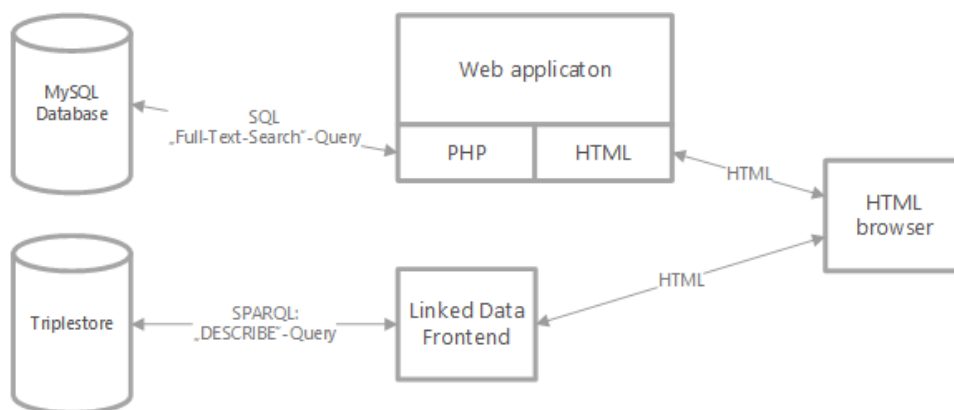 MySQL
Database
SQL
„Full-Text-Search“-Query
Web applicaton
PHP
HTML
HTML
HTML
browser
Triplestore
SPARQL:
„DESCRIBE“-Query
Linked Data
Frontend
HTML